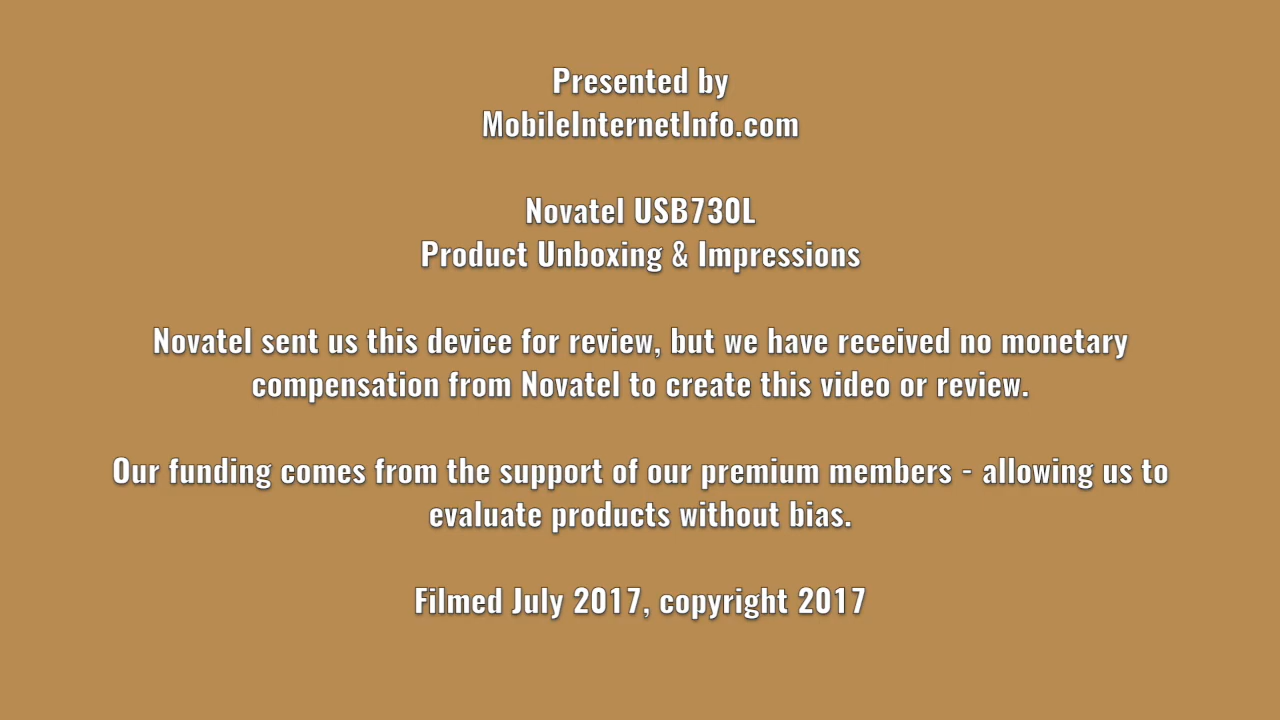 Presented by
MobileInternetInfo.com
Novatel USB730L
Product Unboxing & Impressions
Novatel sent us this device for review, but we have received no monetary
compensation from Novatel to create this video or review.
Our funding comes from the support of our premium members - allowing us to
evaluate products without bias.
Filmed July 2017, copyright 2017